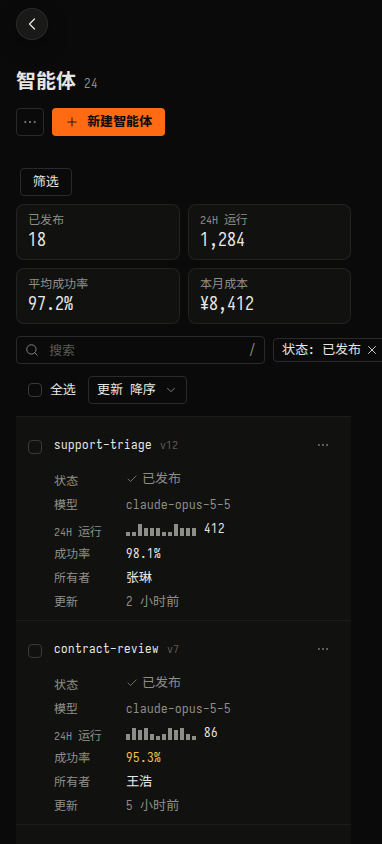 智能体 24
··· + 新建智能体
筛选
已发布 24H 运行
18 1,284
平均成功率 本月成本
97.2% ¥8,412
搜索 / 状态: 已发布 ×
全选 更新 降序
support-triage v12 ···
状态 ✓ 已发布
模型 claude-opus-5-5
24H 运行 412
成功率 98.1%
所有者 张琳
更新 2 小时前
contract-review v7 ···
状态 ✓ 已发布
模型 claude-opus-5-5
24H 运行 86
成功率 95.3%
所有者 王浩
更新 5 小时前